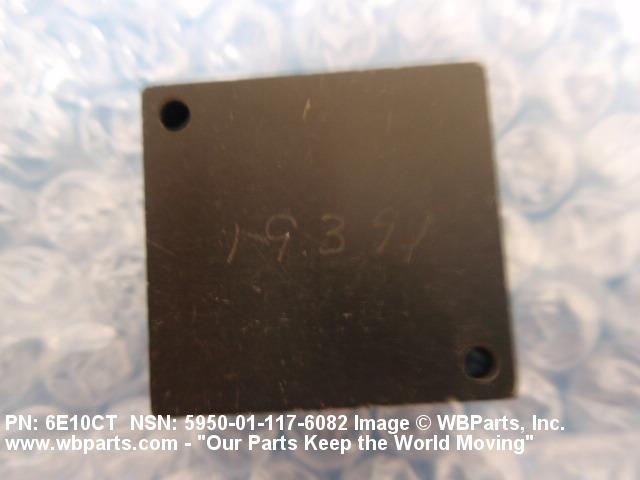 19391
PN: 6E10CT NSN: 5950-01-117-6082 Image © WBParts, Inc.
www.wbparts.com - "Our Parts Keep the World Moving"